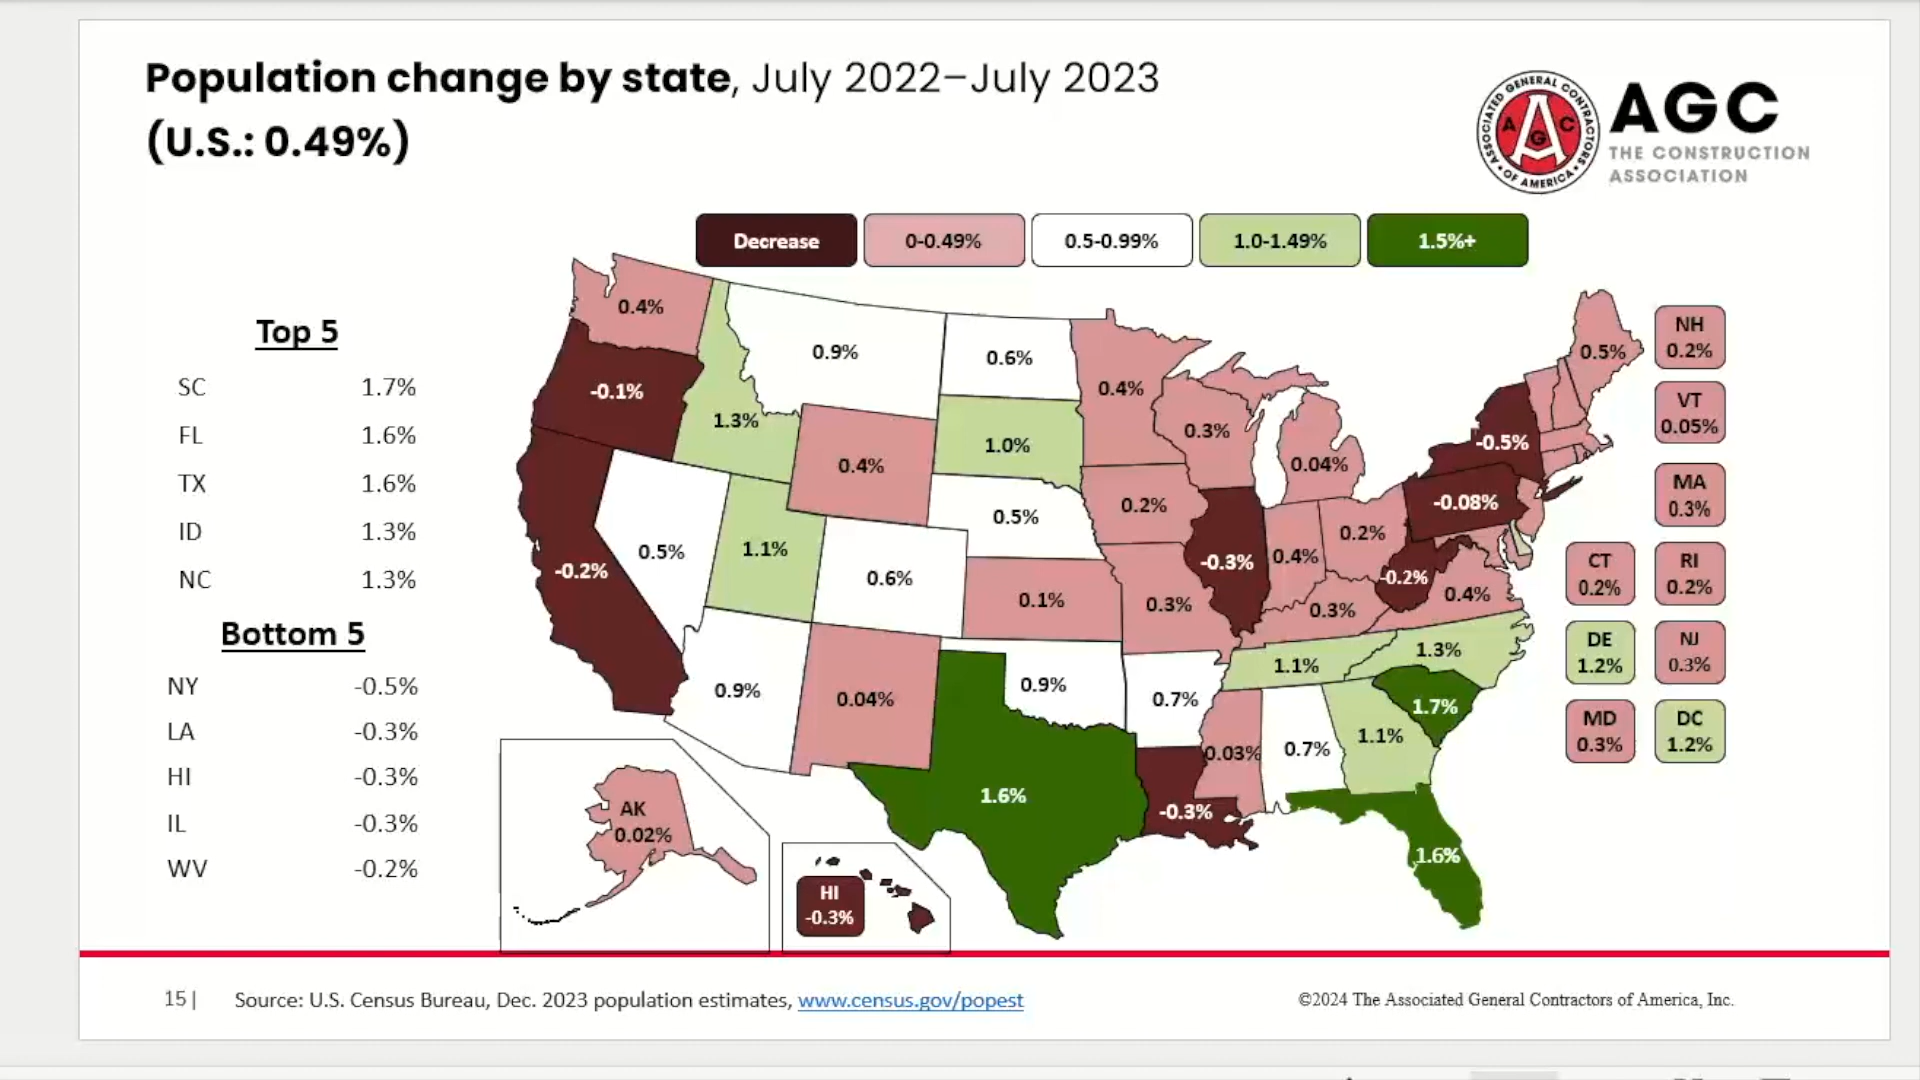 Population change by state, July 2022–July 2023
(U.S.: 0.49%)
ASSOCIATED GENERAL CONTRACTORS
• OF AMERICA •
A G C
AGC
THE CONSTRUCTION
ASSOCIATION
Decrease
0-0.49%
0.5-0.99%
1.0-1.49%
1.5%+
Top 5
SC 1.7%
FL 1.6%
TX 1.6%
ID 1.3%
NC 1.3%
Bottom 5
NY -0.5%
LA -0.3%
HI -0.3%
IL -0.3%
WV -0.2%
0.4%
-0.1%
1.3%
0.9%
0.6%
0.4%
1.0%
0.4%
0.3%
0.04%
0.5%
-0.5%
-0.08%
-0.2%
0.5%
1.1%
0.6%
0.5%
0.2%
-0.3%
0.4%
0.2%
-0.2%
0.4%
0.1%
0.3%
0.3%
0.9%
0.04%
0.9%
0.7%
1.1%
1.3%
1.7%
1.6%
-0.3%
0.03%
0.7%
1.1%
1.6%
AK
0.02%
HI
-0.3%
NH
0.2%
VT
0.05%
MA
0.3%
CT
0.2%
RI
0.2%
DE
1.2%
NJ
0.3%
MD
0.3%
DC
1.2%
15 |
Source: U.S. Census Bureau, Dec. 2023 population estimates, www.census.gov/popest
©2024 The Associated General Contractors of America, Inc.